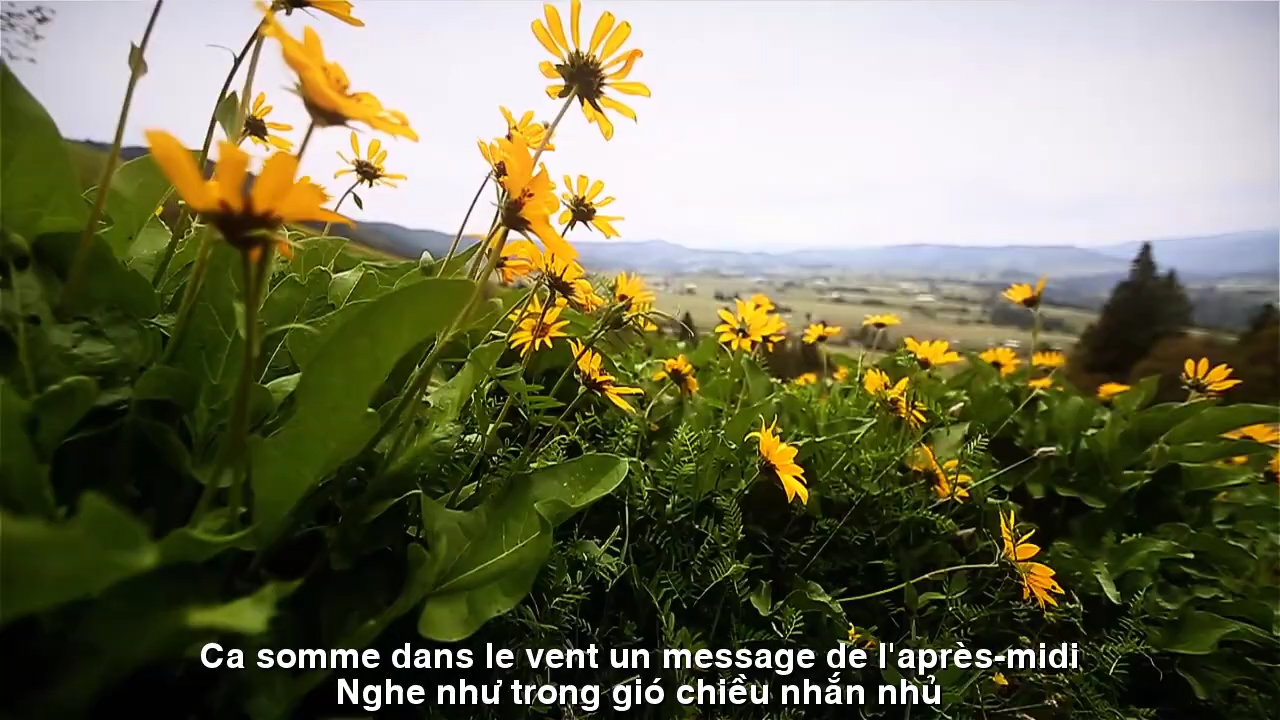 Ca somme dans le vent un message de l'après-midi
Nghe như trong gió chiều nhắn nhủ